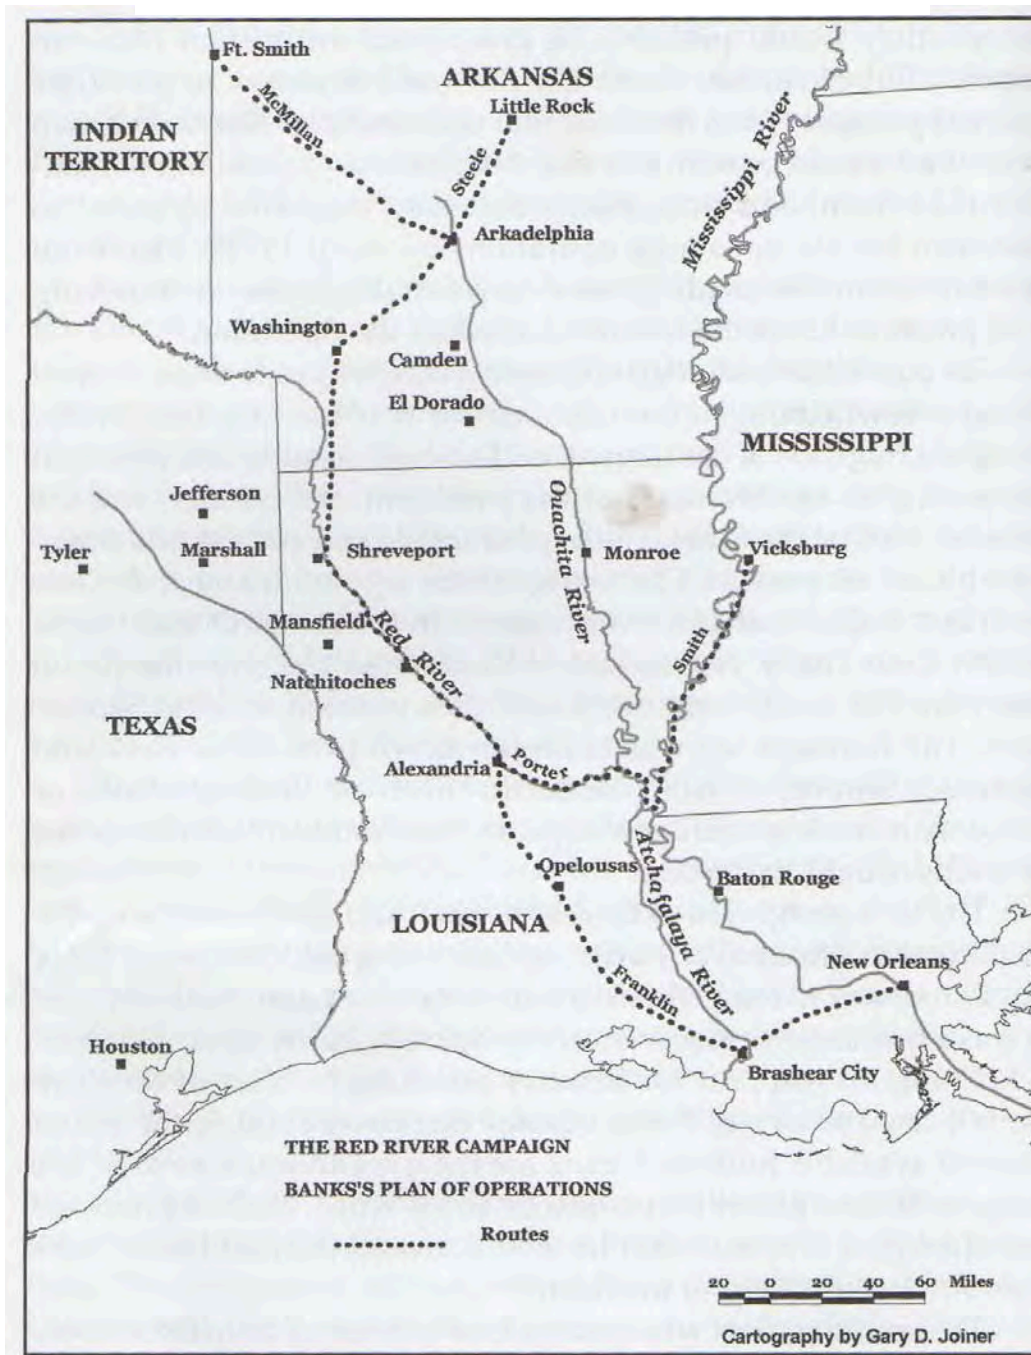 Ft. Smith
ARKANSAS
McMillan
Little Rock
INDIAN
TERRITORY
Steele
Mississippi River
Arkadelphia
Washington
Camden
El Dorado
MISSISSIPPI
Jefferson
Ouachita River
Tyler
Marshall
Shreveport
Monroe
Vicksburg
Mansfield
Red River
Smith
Natchitoches
TEXAS
Alexandria
Porter
Opelousas
Atchafalaya River
Baton Rouge
LOUISIANA
New Orleans
Franklin
Houston
Brashear City
THE RED RIVER CAMPAIGN
BANKS'S PLAN OF OPERATIONS
Routes
20 0 20 40 60 Miles
Cartography by Gary D. Joiner